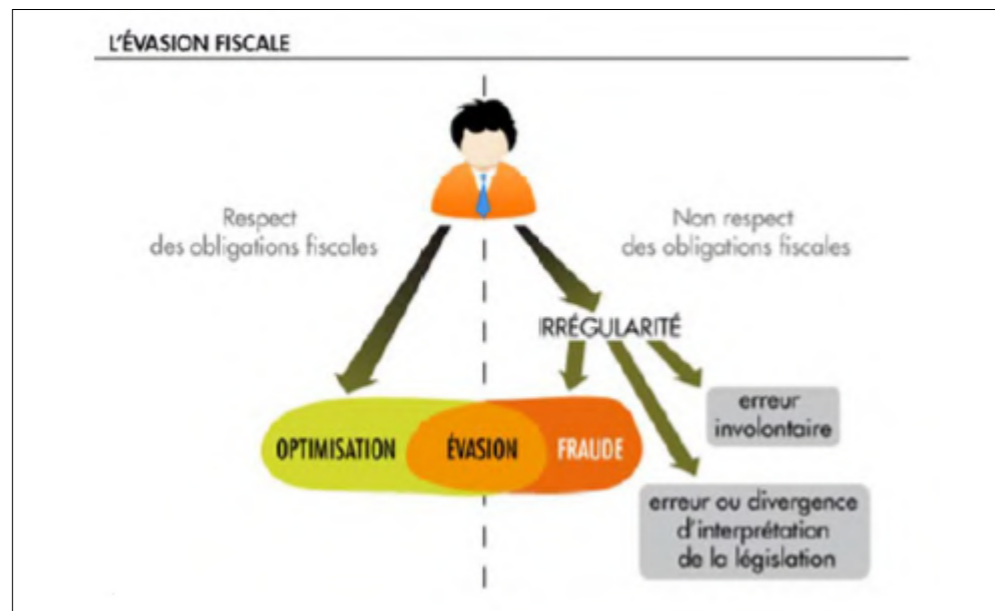 L'ÉVASION FISCALE
Respect
des obligations fiscales
Non respect
des obligations fiscales
IRRÉGULARITÉ
OPTIMISATION
ÉVASION
FRAUDE
erreur
involontaire
erreur ou divergence
d'interprétation
de la législation